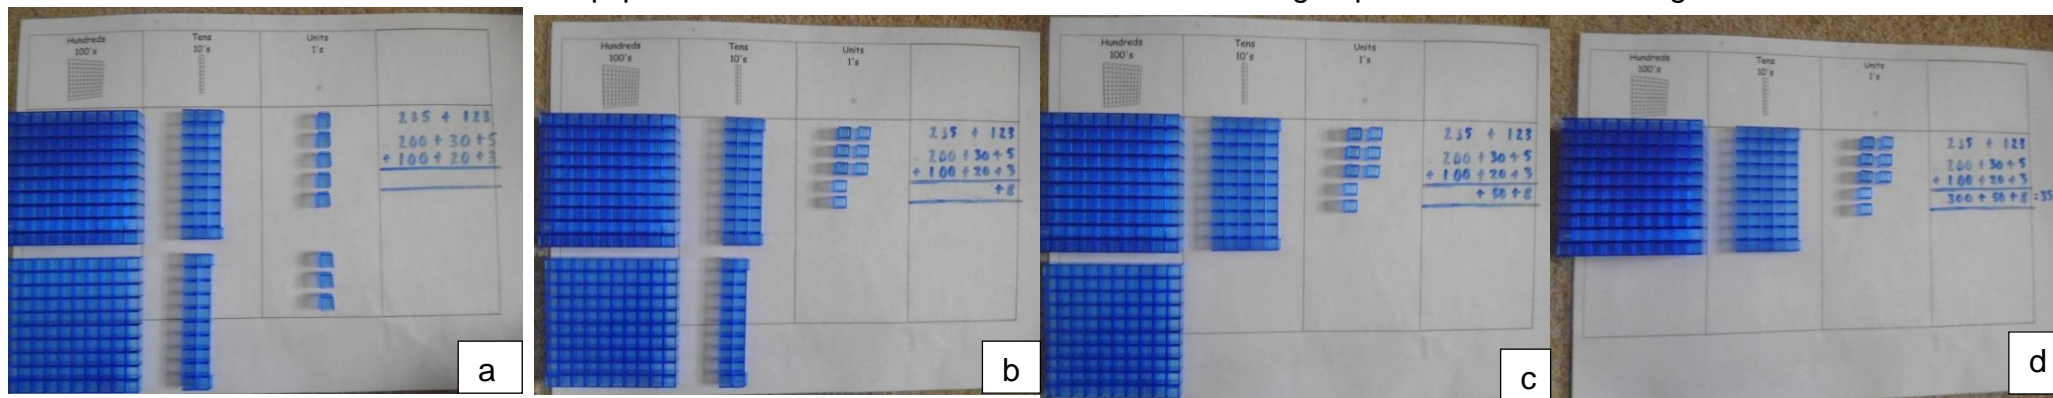 Hundreds Tens Units
100's 10's 1's
235 + 123
200 + 30 + 5
+ 100 + 20 + 3
a
Hundreds Tens Units
100's 10's 1's
235 + 123
200 + 30 + 5
+ 100 + 20 + 3
+ 8
b
Hundreds Tens Units
100's 10's 1's
235 + 123
200 + 30 + 5
+ 100 + 20 + 3
+ 50 + 8
c
Hundreds Tens Units
100's 10's 1's
235 + 123
200 + 30 + 5
+ 100 + 20 + 3
300 + 50 + 8 = 35
d